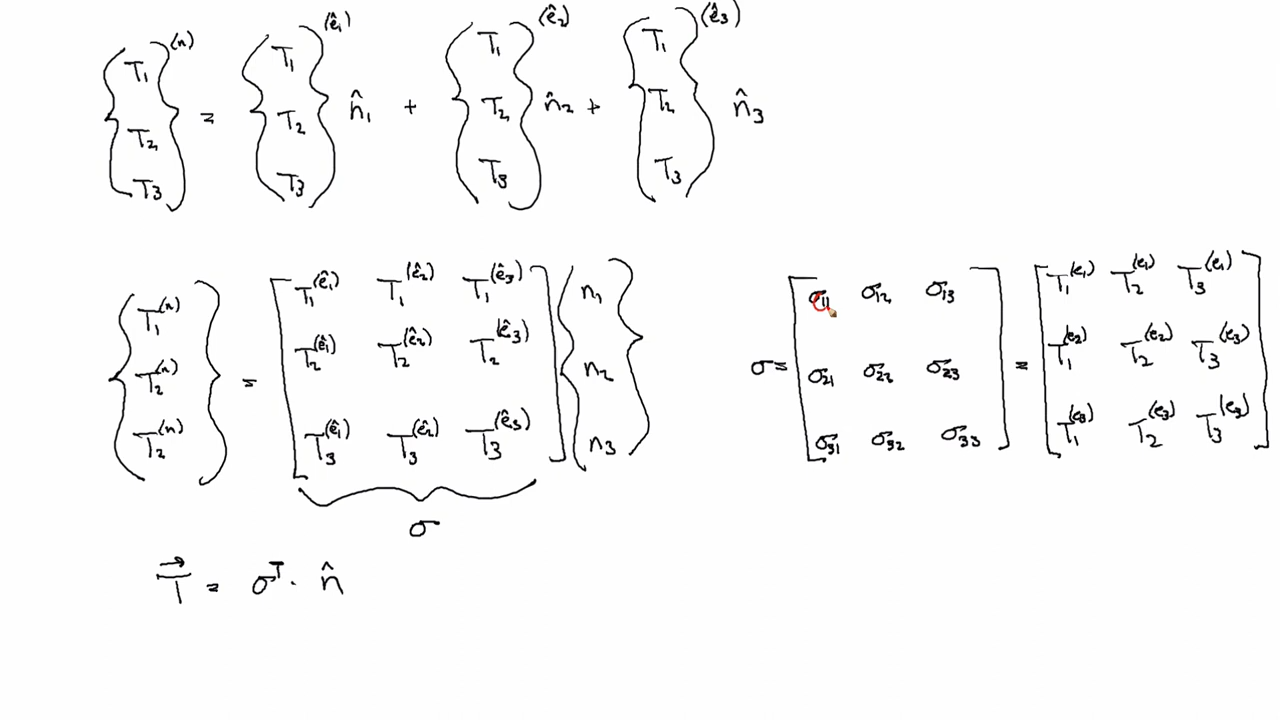 {T₁ T₂ T₃}⁽ⁿ⁾ = {T₁ T₂ T₃}^(ê₁) n̂₁ + {T₁ T₂ T₃}^(ê₂) n̂₂ + {T₁ T₂ T₃}^(ê₃) n̂₃
T₁^(n) T₁^(ê₁) T₁^(ê₂) T₁^(ê₃) n₁
T₂^(n) = T₂^(ê₁) T₂^(ê₂) T₂^(ê₃) n₂
T₂^(n) T₃^(ê₁) T₃^(ê₂) T₃^(ê₃) n₃
σ
σ₁₁ σ₁₂ σ₁₃ T₁^(e₁) T₂^(e₁) T₃^(e₁)
σ = σ₂₁ σ₂₂ σ₂₃ = T₁^(e₂) T₂^(e₂) T₃^(e₃)
σ₃₁ σ₃₂ σ₃₃ T₁^(e₃) T₂^(e₃) T₃^(e₃)
T⃗ = σᵀ · n̂